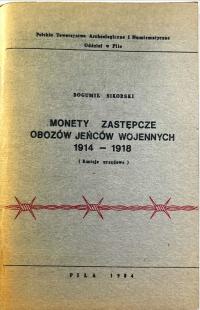 Polskie Towarzystwo Archeologiczne i Numizmatyczne
Oddział w Pile
BOGUMIŁ SIKORSKI
MONETY ZASTĘPCZE
OBOZÓW JEŃCÓW WOJENNYCH
1914 - 1918
( Emisje urzędowe )
PIŁA 1984